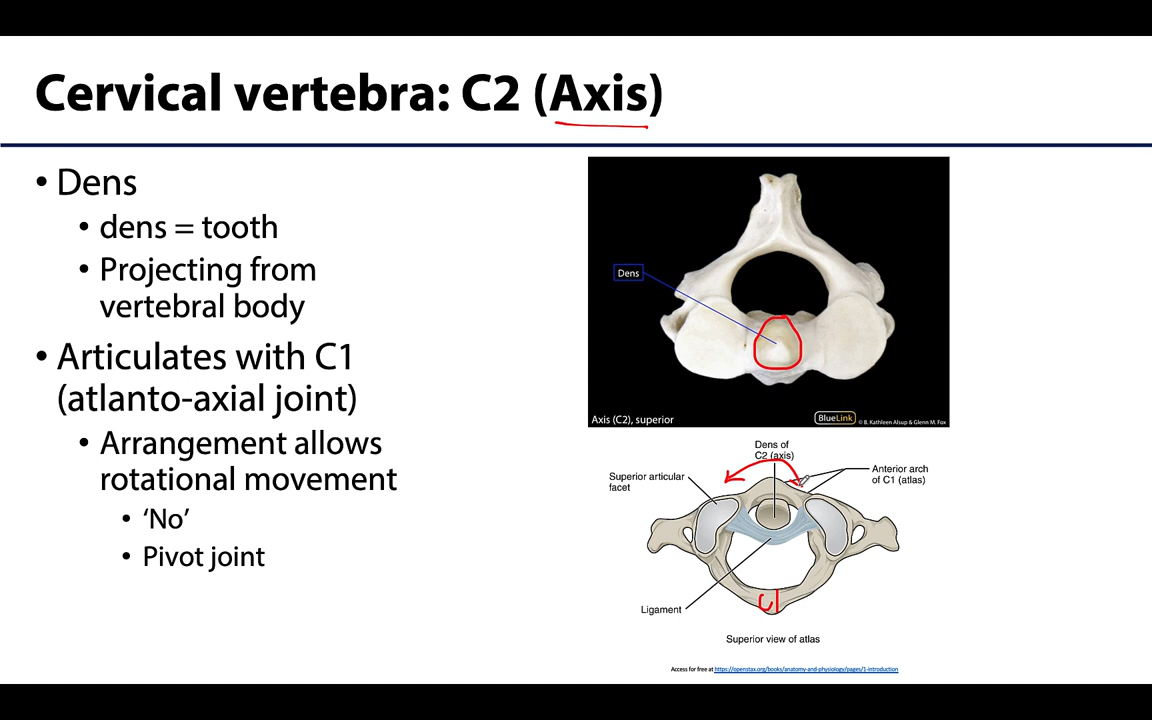 Cervical vertebra: C2 (Axis)
• Dens
• dens = tooth
• Projecting from
vertebral body
• Articulates with C1
(atlanto-axial joint)
• Arrangement allows
rotational movement
• ‘No’
• Pivot joint
Dens
Axis (C2), superior
BlueLink
© B. Kathleen Alsup & Glenn M. Fox
Dens of
C2 (axis)
Superior articular
facet
Anterior arch
of C1 (atlas)
C1
Ligament
Superior view of atlas
Access for free at https://openstax.org/books/anatomy-and-physiology/pages/1-introduction